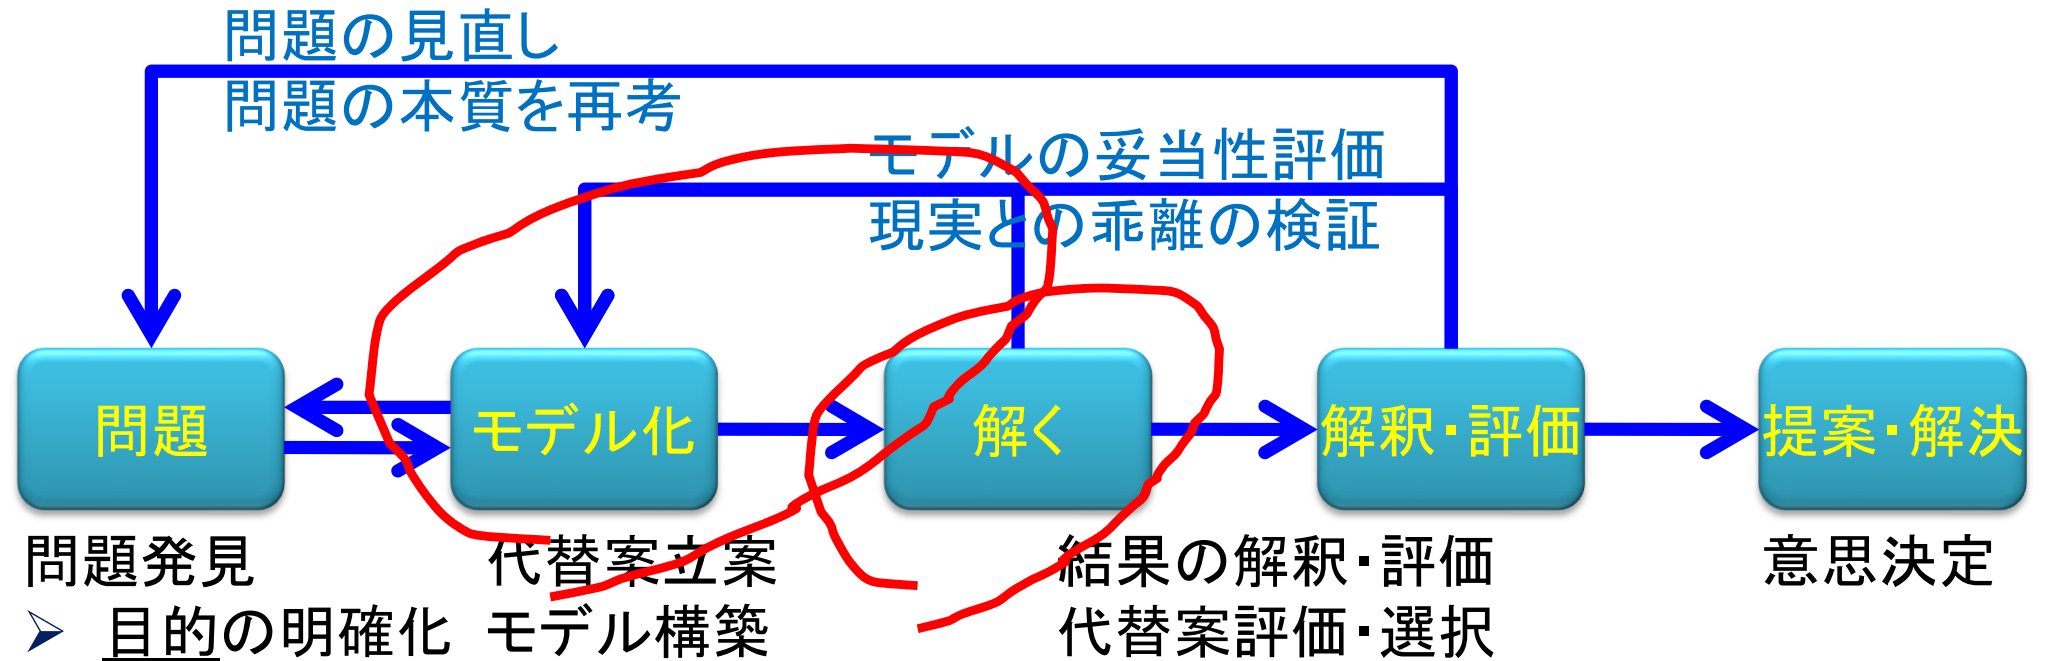 問題の見直し
問題の本質を再考
モデルの妥当性評価
現実との乖離の検証
問題
モデル化
解く
解釈・評価
提案・解決
問題発見
➢ 目的の明確化
代替案立案
モデル構築
結果の解釈・評価
代替案評価・選択
意思決定